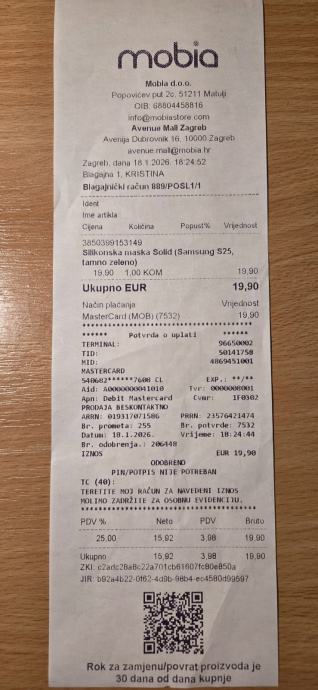 mobia
Mobia d.o.o.
Popovićev put 2c, 51211 Matulji
OIB: 68804458816
info@mobiastore.com
Avenue Mall Zagreb
Avenija Dubrovnik 16, 10000 Zagreb
avenue.mall@mobia.hr
Zagreb, dana 18.1.2026. 18:24:52
Blagajna 1, KRISTINA
Blagajnički račun 889/POSL1/1
Ident
Ime artikla
Cijena Količina Popust% Vrijednost
3850399153149
Silikonska maska Solid (Samsung S25,
tamno zeleno)
19,90 1,00 KOM 19,90
Ukupno EUR 19,90
Način plaćanja Vrijednost
MasterCard (MOB) (7532) 19,90
****** Potvrda o uplati ******
TERMINAL: 96650002
TID: 50141758
MID: 4869451001
MASTERCARD
540682******7608 CL EXP.: **/**
Aid: A0000000041010 Tvr: 0000008001
Apn: Debit Mastercard Cvmr: 1F0302
PRODAJA BESKONTAKTNO
ARRN: 019317071586 PRRN: 23576421474
Br. prometa: 255 Br. potvrde: 7532
Datum: 18.1.2026. Vrijeme: 18:24:44
Br. odobrenja.: 206448
IZNOS EUR 19,90
ODOBRENO
PIN/POTPIS NIJE POTREBAN
TC (40):
TERETITE MOJ RAČUN ZA NAVEDENI IZNOS
MOLIMO ZADRŽITE ZA OSOBNU EVIDENCIJU.
PDV % Neto PDV Bruto
25,00 15,92 3,98 19,90
Ukupno 15,92 3,98 19,90
ZKI: c2adc28a8c22a701cb61607fc80e850a
JIR: b92a4b22-0f62-4d9b-98b4-ec4580d99597
Rok za zamjenu/povrat proizvoda je
30 dana od dana kupnje